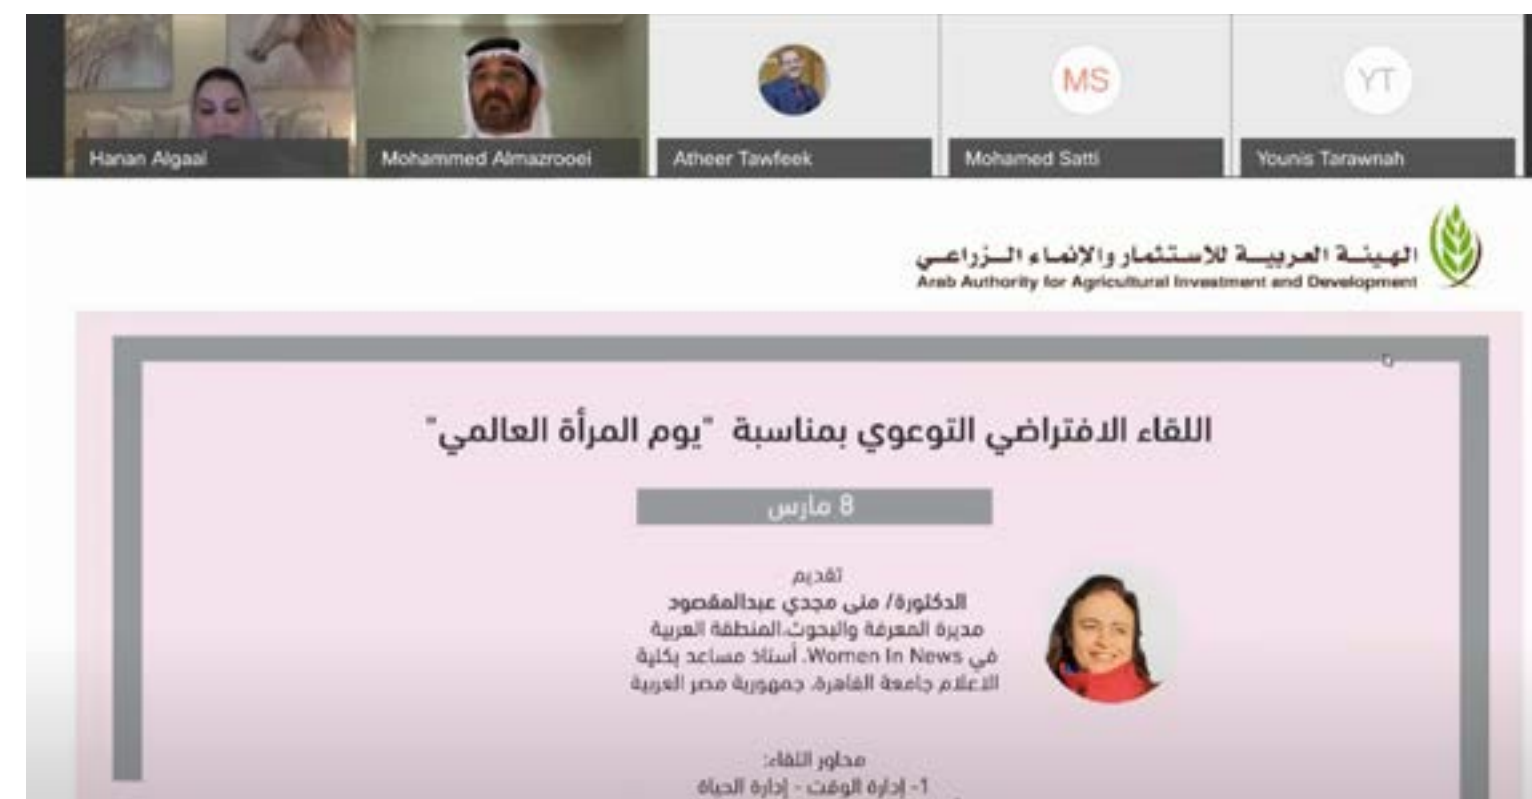 Hanan Algaai
Mohammed Almazrooei
Atheer Tawfeek
MS
Mohamed Satti
YT
Younis Tarawnah
الهيئة العربية للاستثمار والإنماء الزراعي
Arab Authority for Agricultural Investment and Development
اللقاء الافتراضي التوعوي بمناسبة "يوم المرأة العالمي"
8 مارس
تقديم
الدكتورة/ منى مجدي عبدالمقصود
مديرة المعرفة والبحوث.المنطقة العربية
في Women In News. أستاذ مساعد بكلية
الاعلام جامعة القاهرة. جمهورية مصر العربية
محاور اللقاء:
1- إدارة الوقت - إدارة الحياة